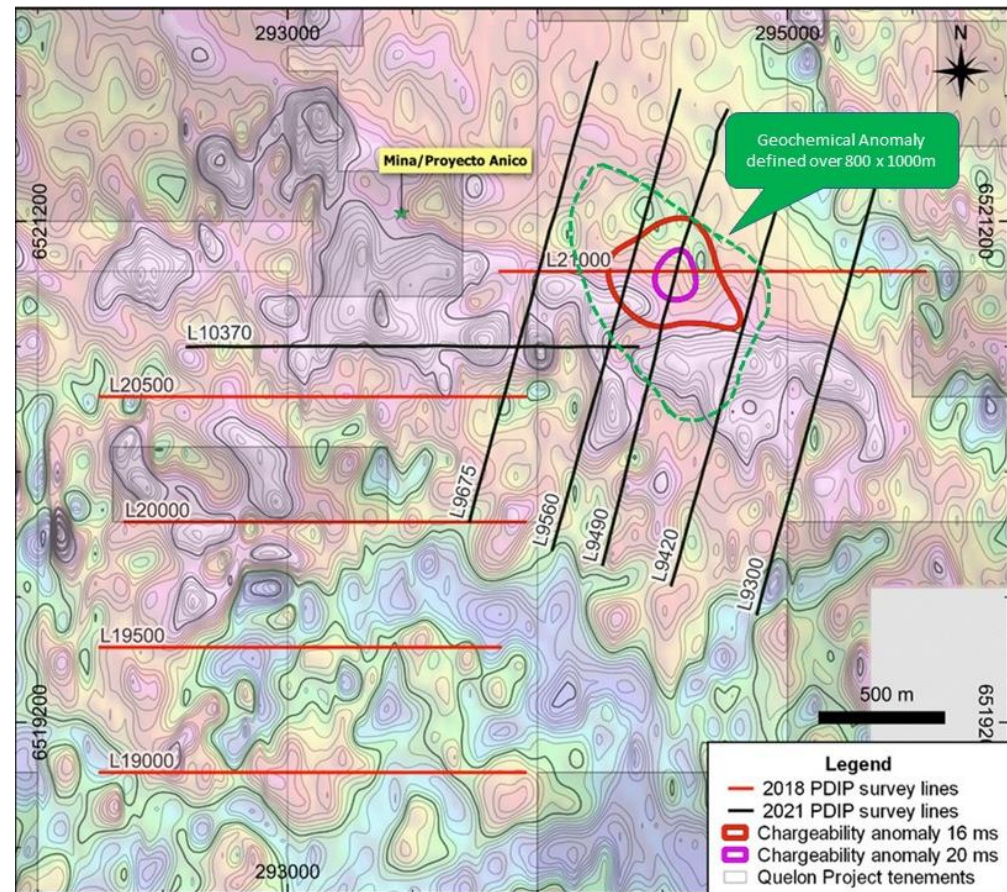 293000
295000
N
Geochemical Anomaly
defined over 800 x 1000m
Mina/Proyecto Anico
6521200
6521200
L21000
L10370
L20500
L9675
L9560
L9490
L9420
L9300
L20000
L19500
500 m
6519200
65192
L19000
293000
Legend
2018 PDIP survey lines
2021 PDIP survey lines
Chargeability anomaly 16 ms
Chargeability anomaly 20 ms
Quelon Project tenements